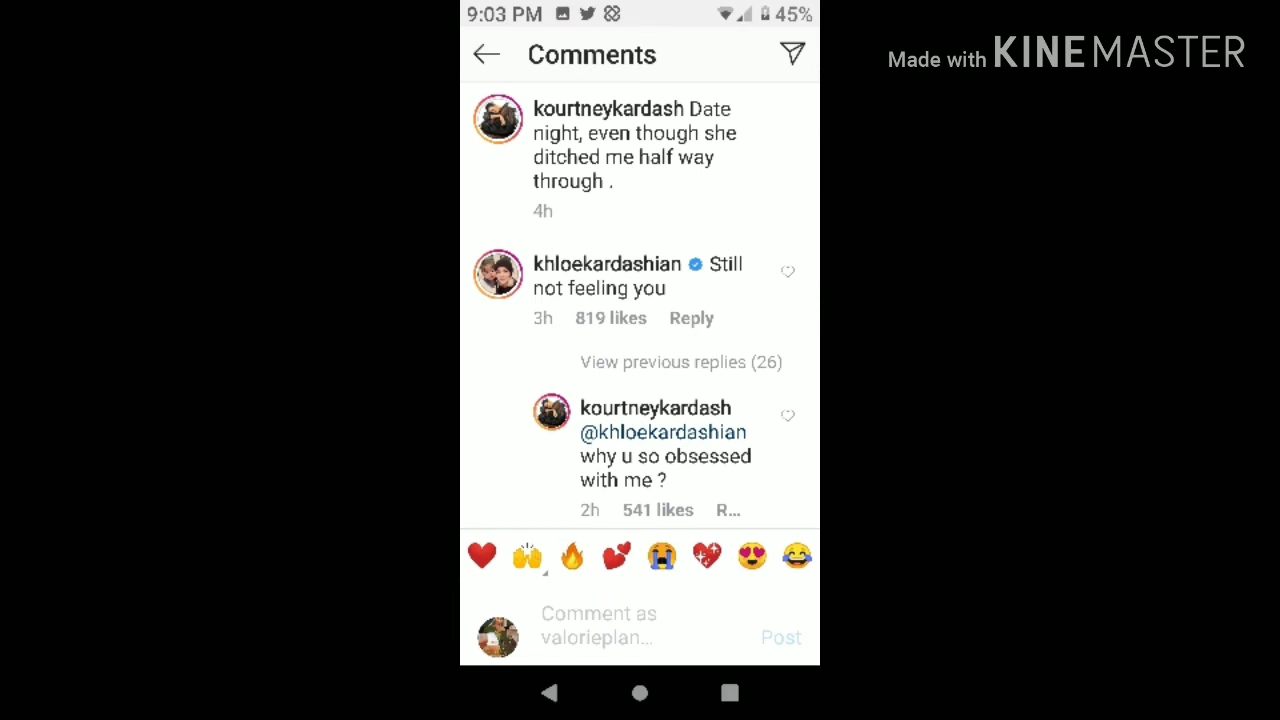 9:03 PM 45%
Made with KINEMASTER
Comments
kourtneykardash Date
night, even though she
ditched me half way
through .
4h
khloekardashian Still
not feeling you
3h 819 likes Reply
View previous replies (26)
kourtneykardash
@khloekardashian
why u so obsessed
with me ?
2h 541 likes R...
Comment as
valorieplan...
Post